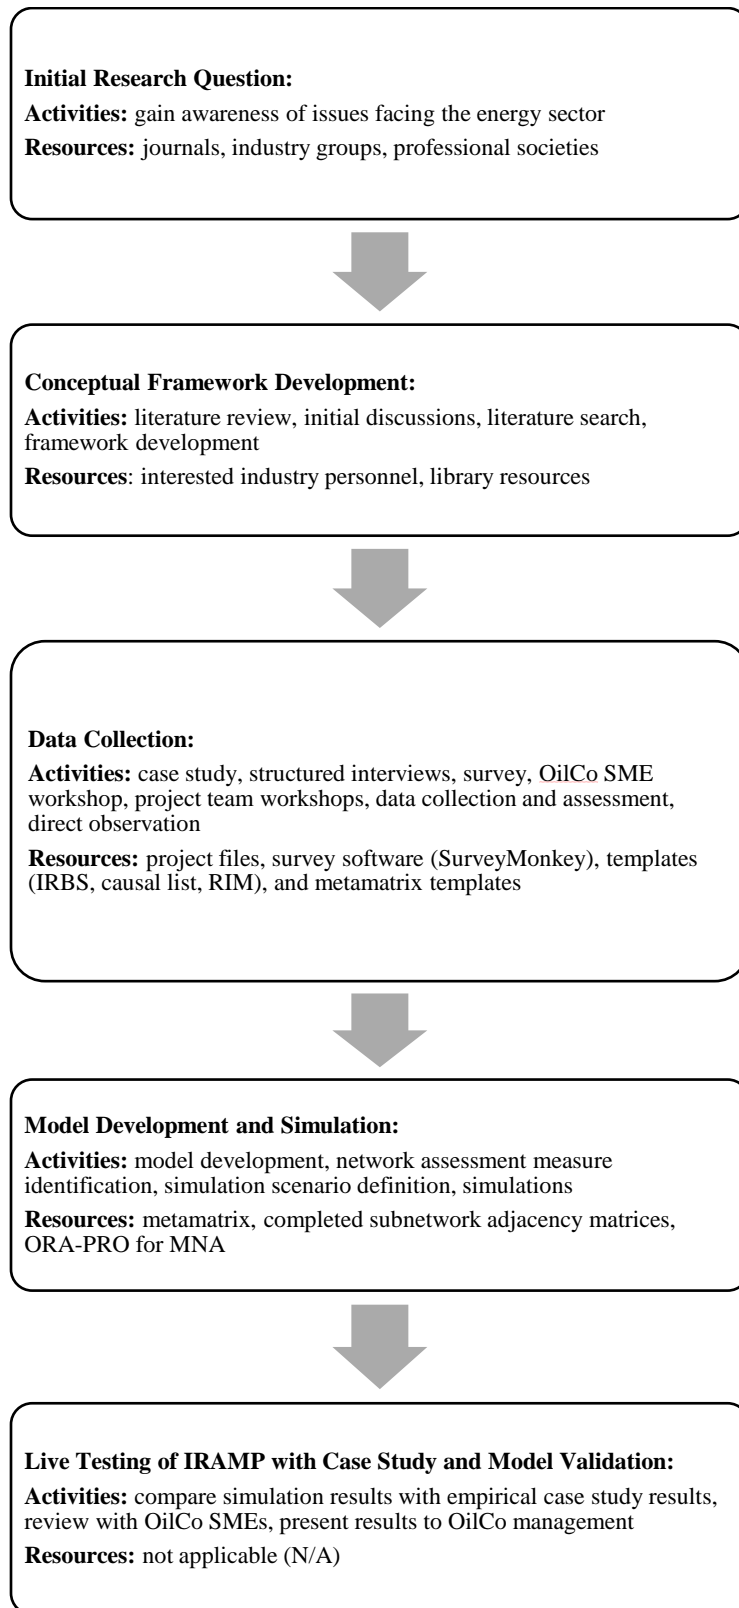 Initial Research Question:
Activities: gain awareness of issues facing the energy sector
Resources: journals, industry groups, professional societies
Conceptual Framework Development:
Activities: literature review, initial discussions, literature search,
framework development
Resources: interested industry personnel, library resources
Data Collection:
Activities: case study, structured interviews, survey, OilCo SME
workshop, project team workshops, data collection and assessment,
direct observation
Resources: project files, survey software (SurveyMonkey), templates
(IRBS, causal list, RIM), and metamatrix templates
Model Development and Simulation:
Activities: model development, network assessment measure
identification, simulation scenario definition, simulations
Resources: metamatrix, completed subnetwork adjacency matrices,
ORA-PRO for MNA
Live Testing of IRAMP with Case Study and Model Validation:
Activities: compare simulation results with empirical case study results,
review with OilCo SMEs, present results to OilCo management
Resources: not applicable (N/A)